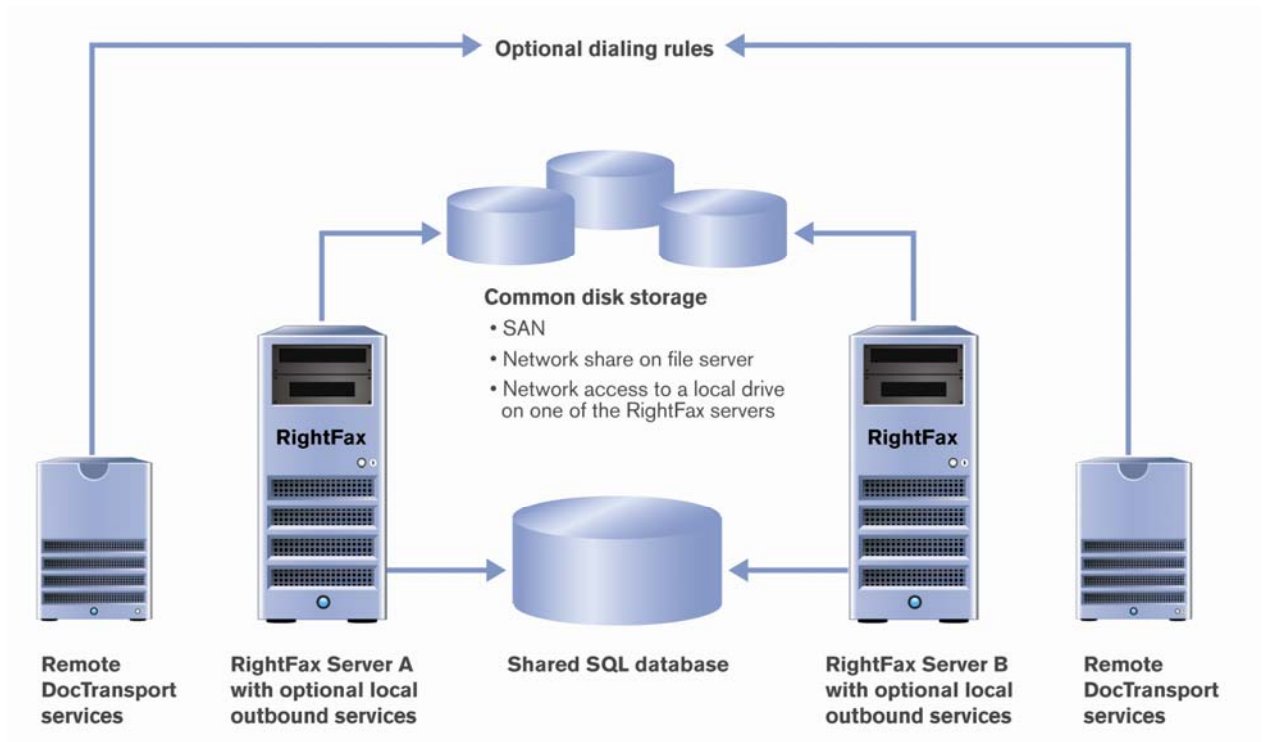 Optional dialing rules
Common disk storage
• SAN
• Network share on file server
• Network access to a local drive
on one of the RightFax servers
RightFax
RightFax
Remote
DocTransport
services
RightFax Server A
with optional local
outbound services
Shared SQL database
RightFax Server B
with optional local
outbound services
Remote
DocTransport
services